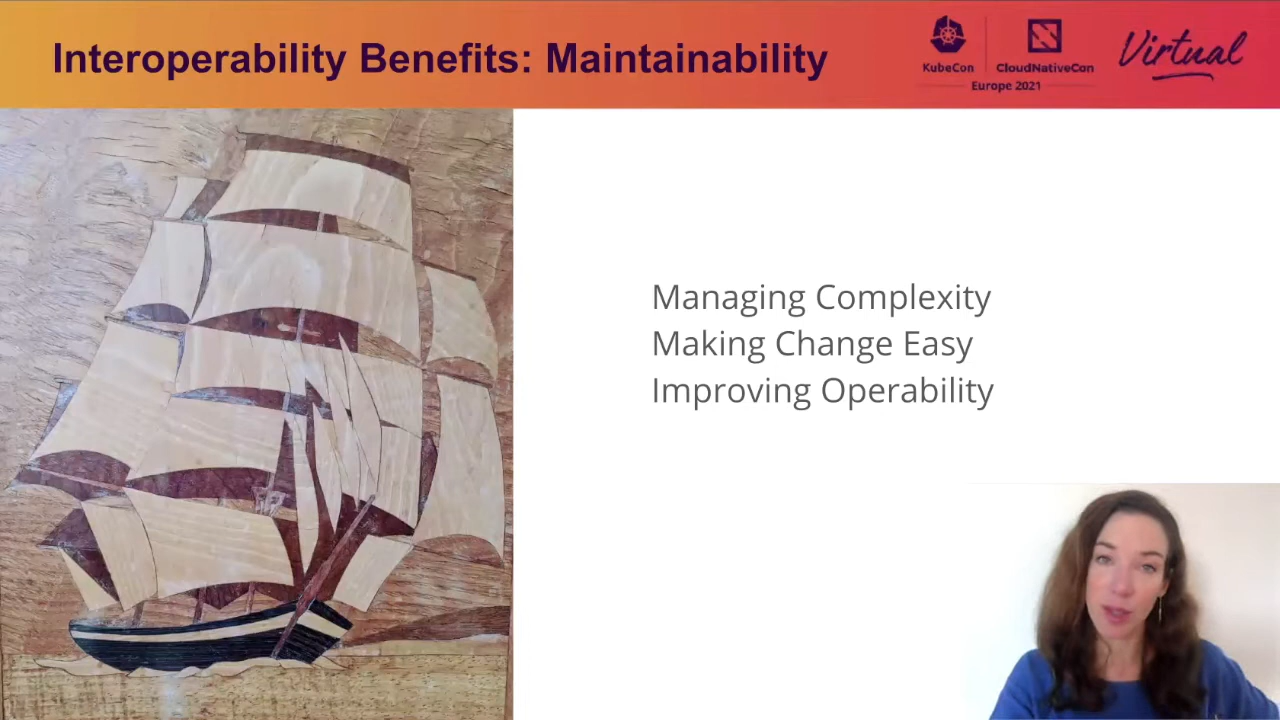 Interoperability Benefits: Maintainability
KubeCon
CloudNativeCon
Europe 2021
Virtual
Managing Complexity
Making Change Easy
Improving Operability